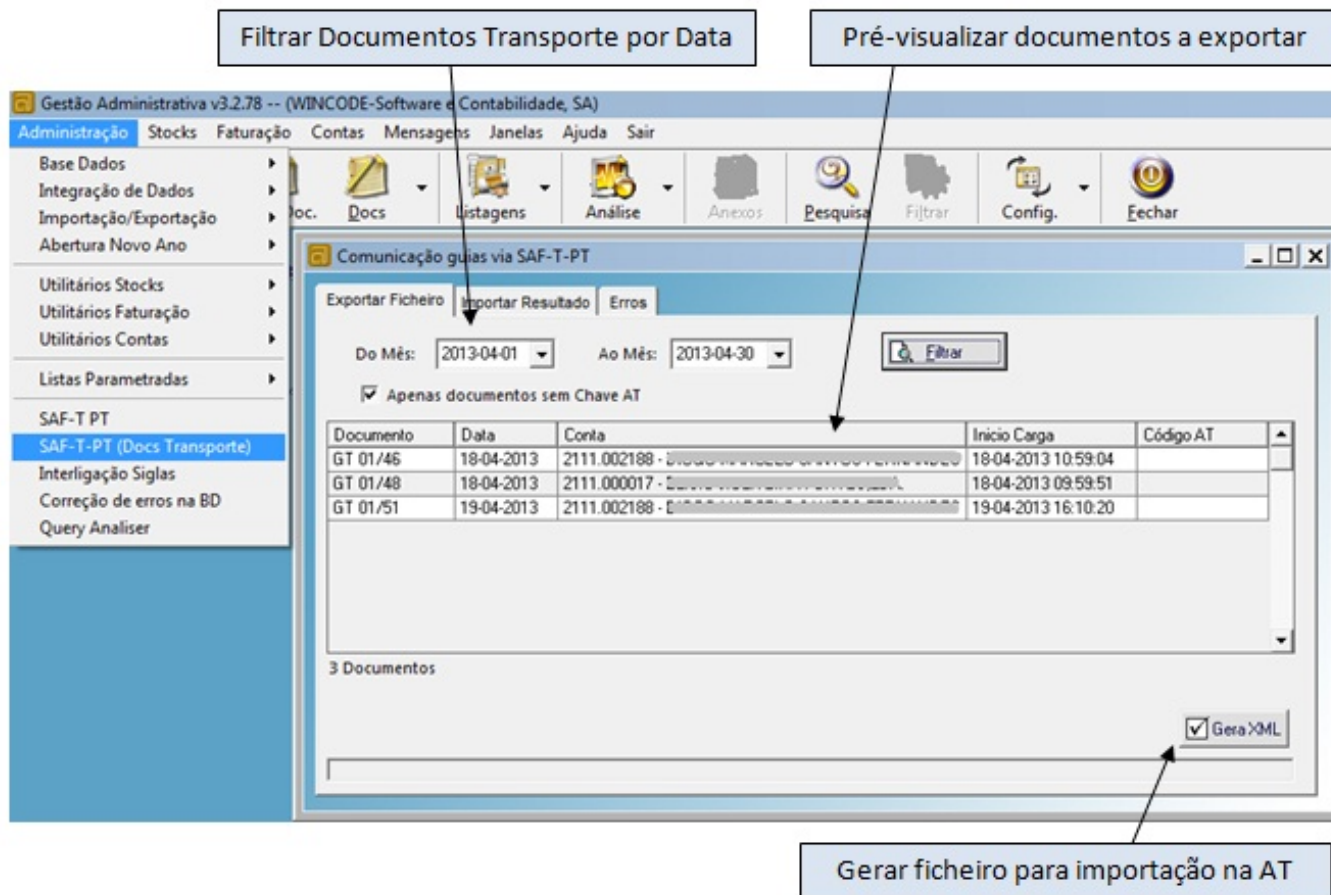 Filtrar Documentos Transporte por Data
Pré-visualizar documentos a exportar
Gestão Administrativa v3.2.78 -- (WINCODE-Software e Contabilidade, SA)
Administração Stocks Faturação Contas Mensagens Janelas Ajuda Sair
Base Dados
Integração de Dados
Importação/Exportação
Abertura Novo Ano
Utilitários Stocks
Utilitários Faturação
Utilitários Contas
Listas Parametradas
SAF-T PT
SAF-T-PT (Docs Transporte)
Interligação Siglas
Correção de erros na BD
Query Analiser
Docs Listagens Análise Anexos Pesquisa Filtrar Config. Fechar
Comunicação guias via SAF-T-PT
Exportar Ficheiro Importar Resultado Erros
Do Mês: 2013-04-01 Ao Mês: 2013-04-30 Filtrar
Apenas documentos sem Chave AT
Documento Data Conta Inicio Carga Código AT
GT 01/46 18-04-2013 2111.002188 - 18-04-2013 10:59:04
GT 01/48 18-04-2013 2111.000017 - 18-04-2013 09:59:51
GT 01/51 19-04-2013 2111.002188 - 19-04-2013 16:10:20
3 Documentos
Gera XML
Gerar ficheiro para importação na AT